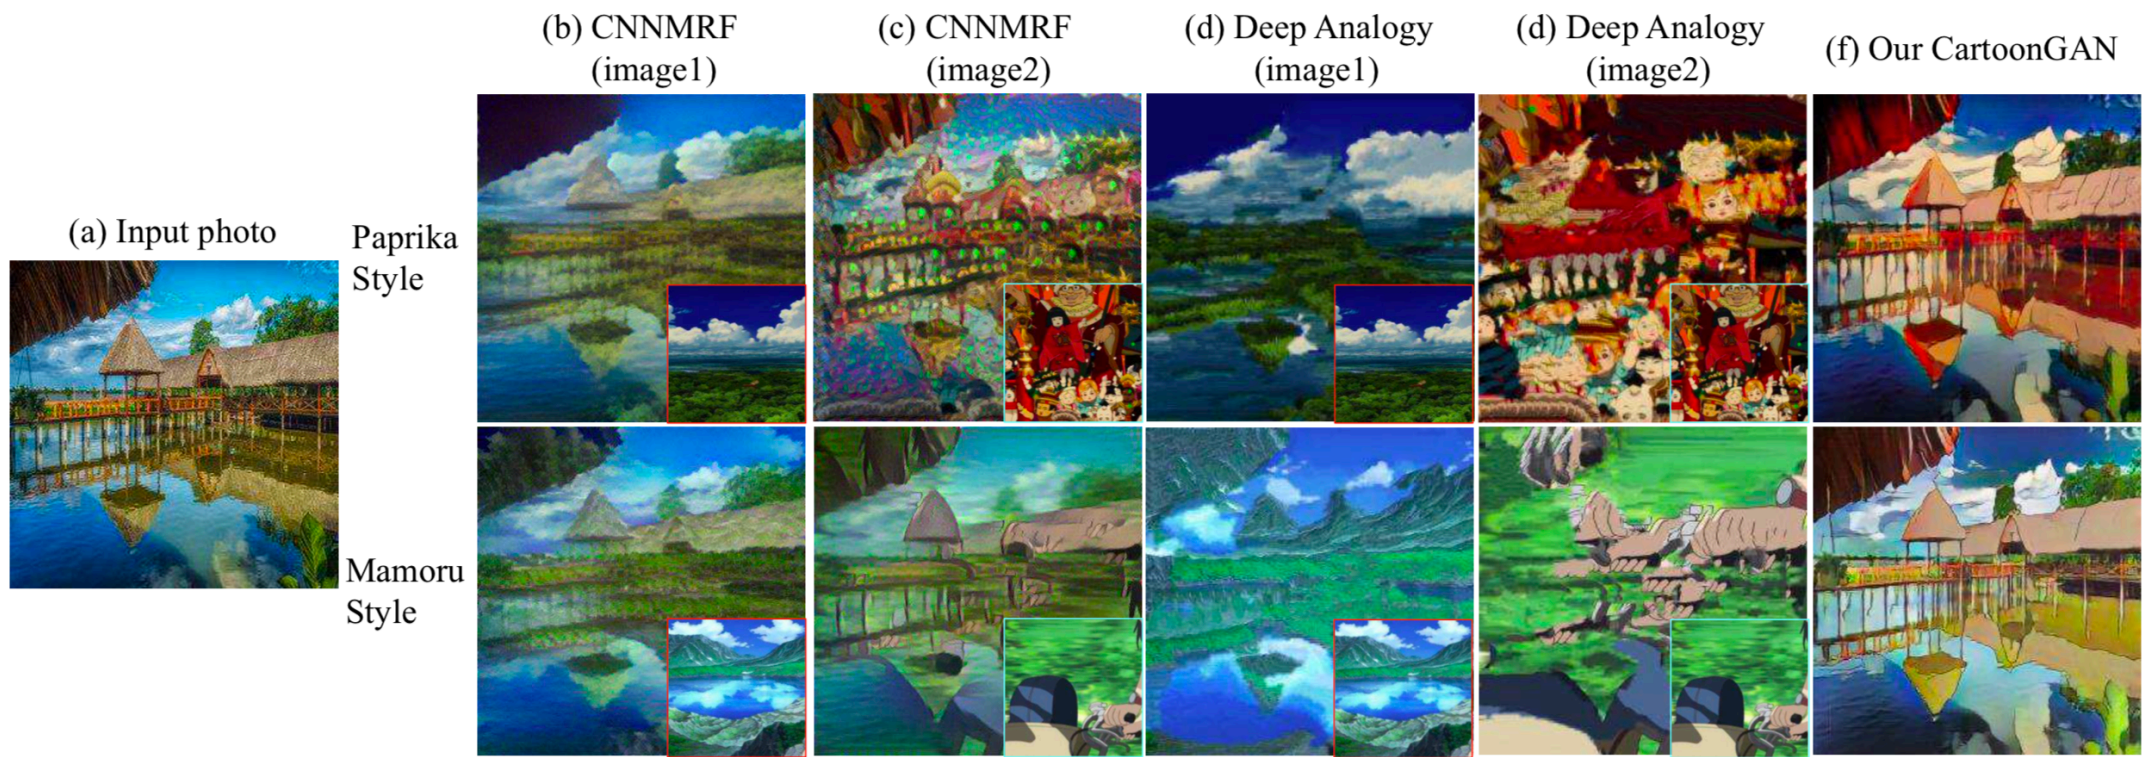 (b) CNNMRF
(image1)
(c) CNNMRF
(image2)
(d) Deep Analogy
(image1)
(d) Deep Analogy
(image2)
(f) Our CartoonGAN
(a) Input photo
Paprika
Style
Mamoru
Style